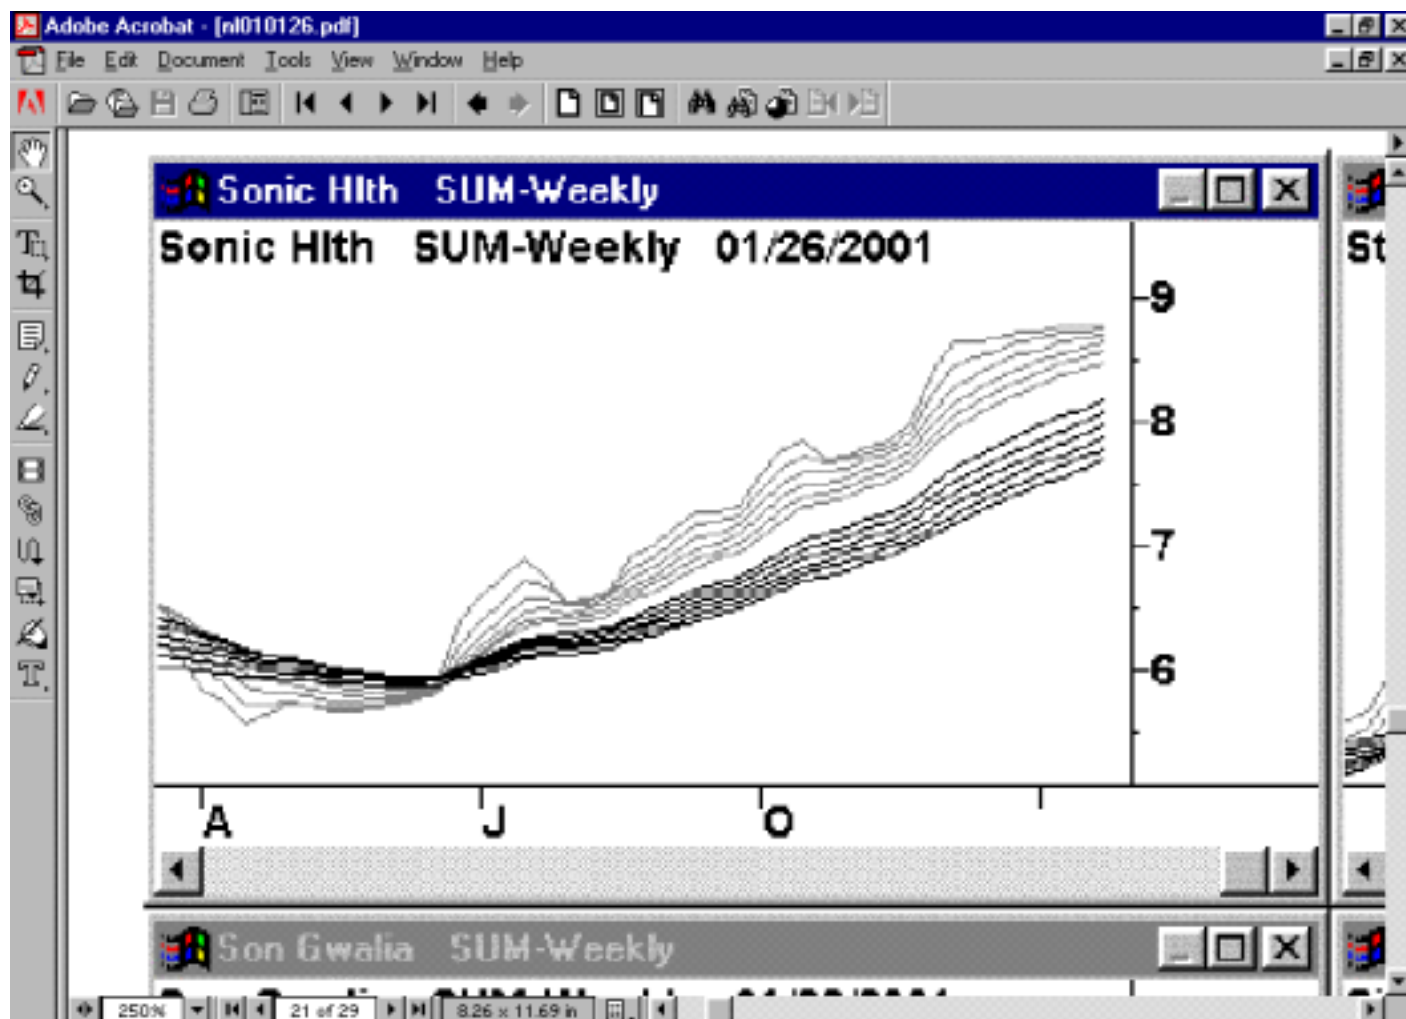 Adobe Acrobat - [nl010126.pdf]
File Edit Document Tools View Window Help
Sonic Hlth SUM-Weekly
Sonic Hlth SUM-Weekly 01/26/2001
St
9
8
7
6
A J O
Son Gwalia SUM-Weekly
250% 21 of 29 8.26 x 11.69 in